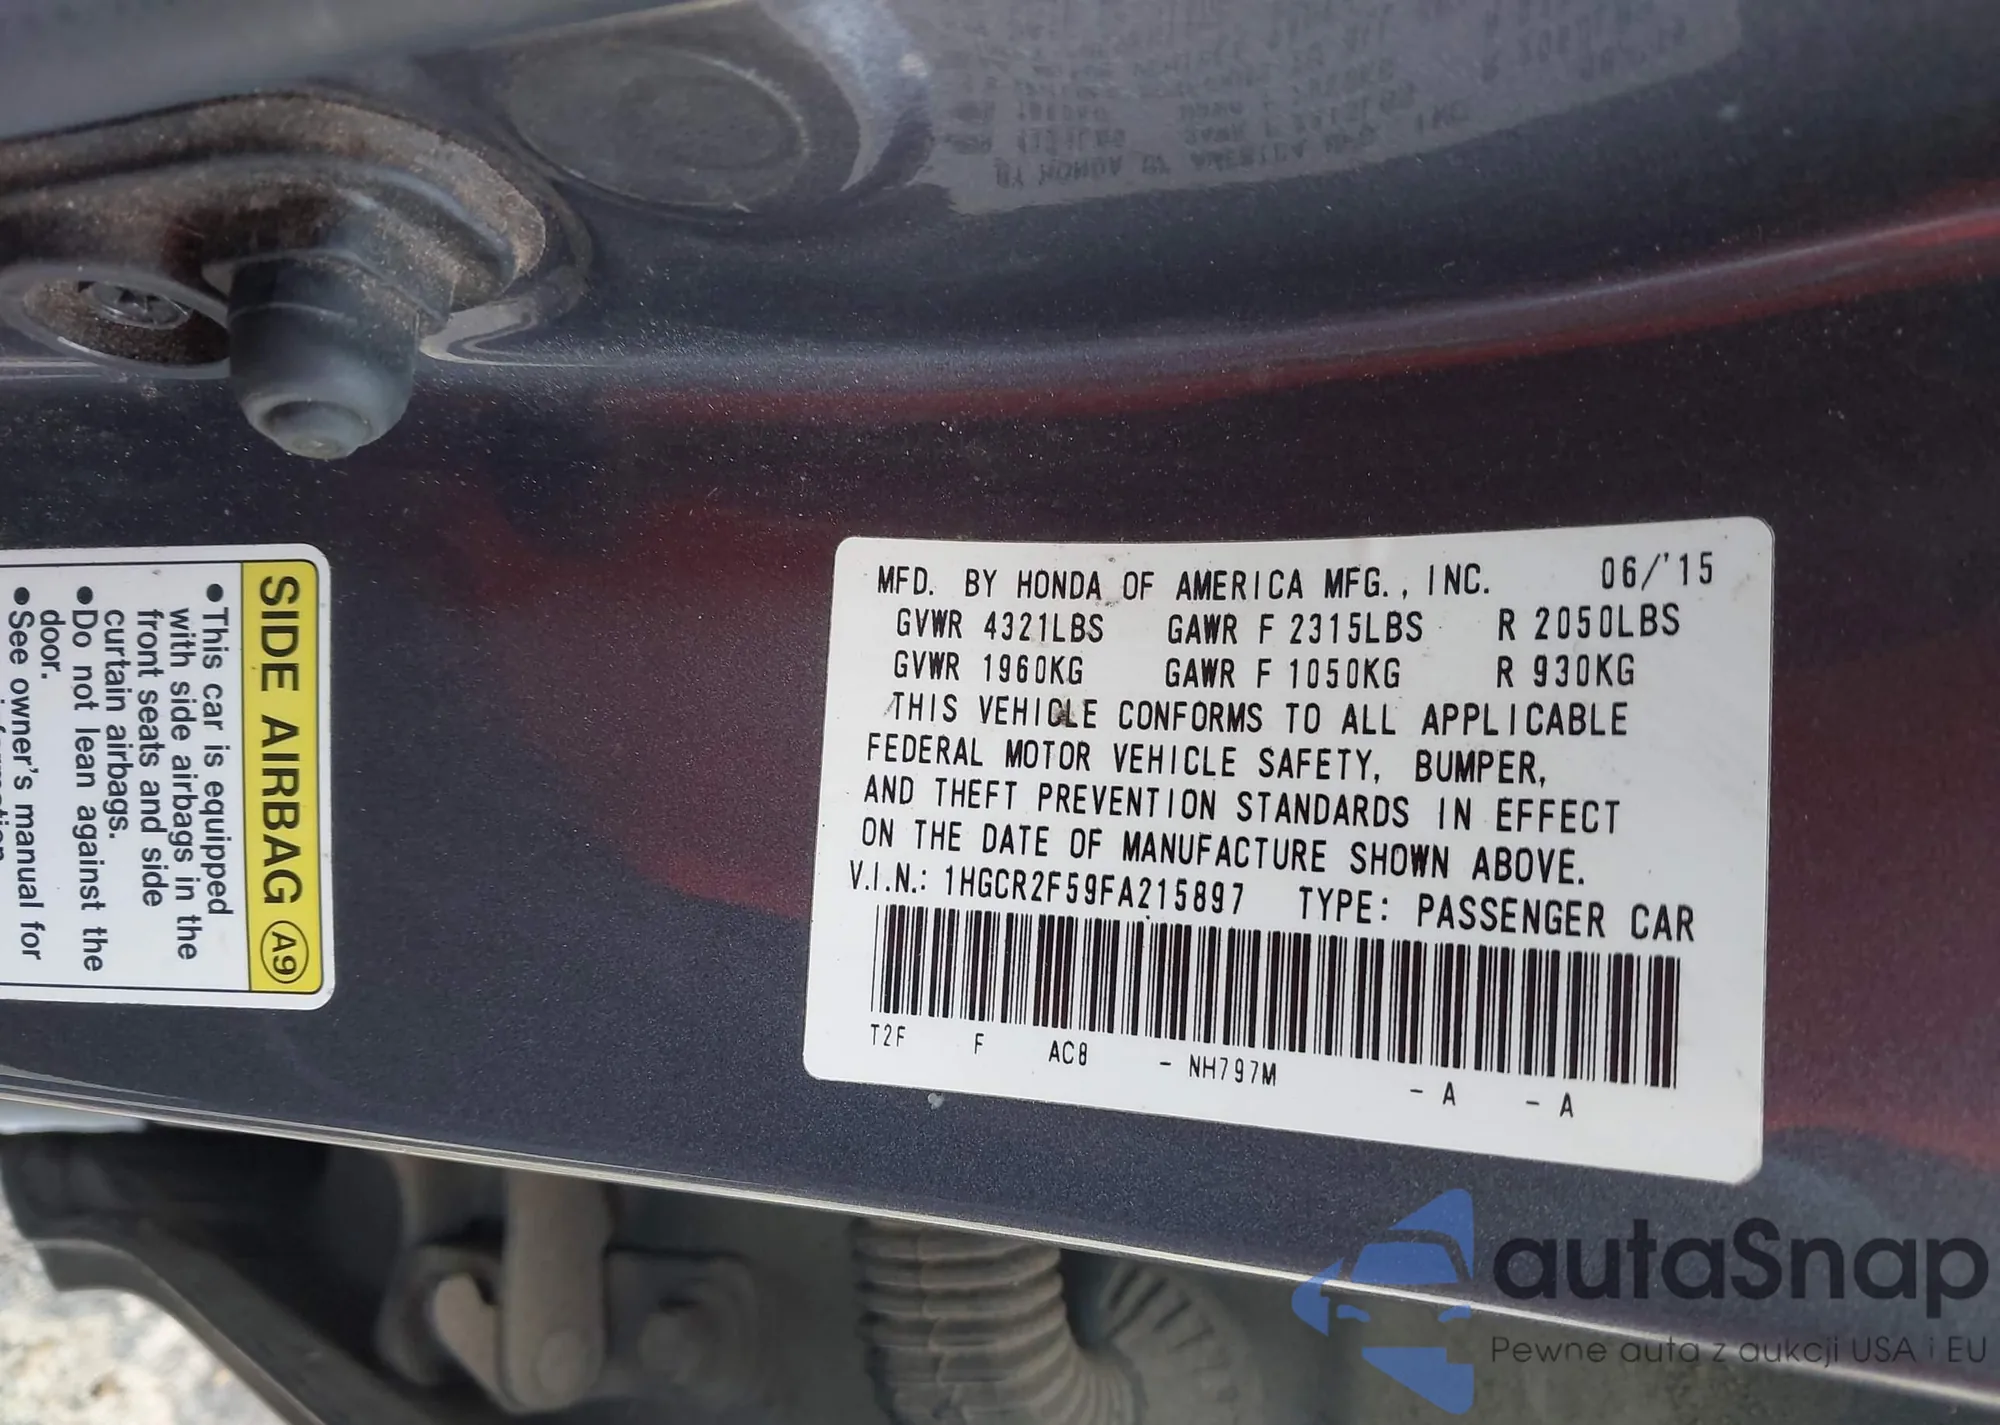 SIDE AIRBAG A9
•This car is equipped
with side airbags in the
front seats and side
curtain airbags.
•Do not lean against the
door.
•See owner's manual for
MFD. BY HONDA OF AMERICA MFG., INC. 06/'15
GVWR 4321LBS GAWR F 2315LBS R 2050LBS
GVWR 1960KG GAWR F 1050KG R 930KG
THIS VEHICLE CONFORMS TO ALL APPLICABLE
FEDERAL MOTOR VEHICLE SAFETY, BUMPER,
AND THEFT PREVENTION STANDARDS IN EFFECT
ON THE DATE OF MANUFACTURE SHOWN ABOVE.
V.I.N.: 1HGCR2F59FA215897 TYPE: PASSENGER CAR
T2F F AC8 - NH797M - A - A
autaSnap
Pewne auta z aukcji USA i EU